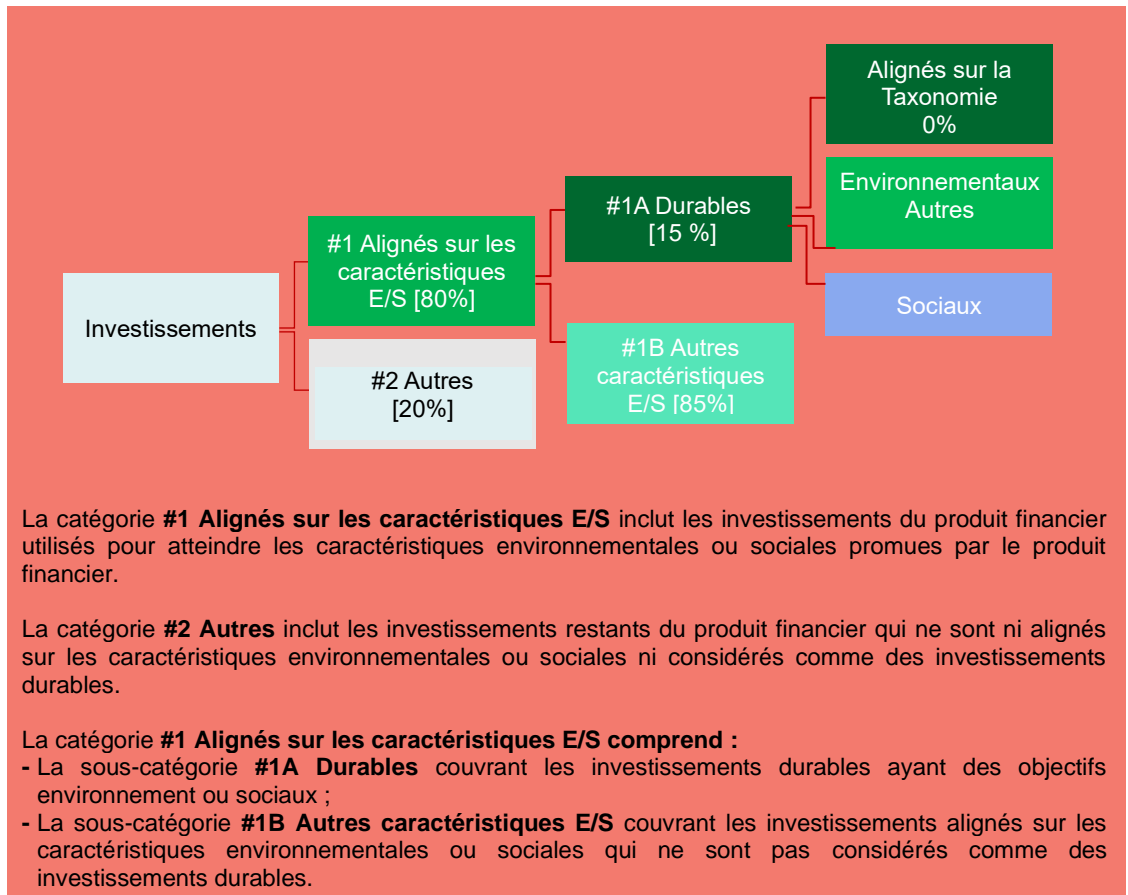 Alignés sur la
Taxonomie
0%
Environnementaux
Autres
#1A Durables
[15 %]
#1 Alignés sur les
caractéristiques
E/S [80%]
Sociaux
Investissements
#1B Autres
caractéristiques
E/S [85%]
#2 Autres
[20%]
La catégorie #1 Alignés sur les caractéristiques E/S inclut les investissements du produit financier
utilisés pour atteindre les caractéristiques environnementales ou sociales promues par le produit
financier.
La catégorie #2 Autres inclut les investissements restants du produit financier qui ne sont ni alignés
sur les caractéristiques environnementales ou sociales ni considérés comme des investissements
durables.
La catégorie #1 Alignés sur les caractéristiques E/S comprend :
- La sous-catégorie #1A Durables couvrant les investissements durables ayant des objectifs
environnement ou sociaux ;
- La sous-catégorie #1B Autres caractéristiques E/S couvrant les investissements alignés sur les
caractéristiques environnementales ou sociales qui ne sont pas considérés comme des
investissements durables.